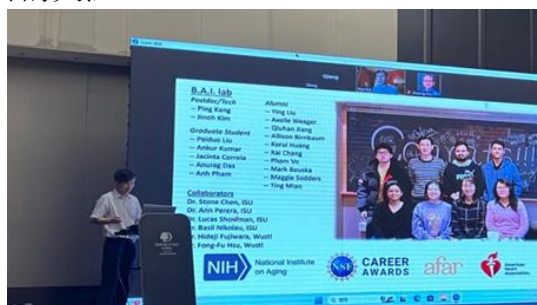 Qiang
B.A.I. lab
Postdoc/Tech
– Ping Kang
– Jinoh Kim
Graduate Student
– Peiduo Liu
– Ankur Kumar
– Jacinta Correia
– Anurag Das
– Anh Pham
Collaborators
Dr. Stone Chen, ISU
Dr. Ann Perera, ISU
Dr. Lucas Showman, ISU
Dr. Basil Nikolau, ISU
Dr. Hideji Fujiwara, Wustl
Dr. Fong-Fu Hsu, Wustl
Alumni
– Ying Liu
– Qiuhan Jiang
– Allison Birnbaum
– Kerui Huang
– Kai Chang
– Pham Vo
– Mark Bouska
– Maggie Sodders
– Ting Miao
NIH
National Institute
on Aging
NSF
CAREER
AWARDS
afar
American
Heart
Association.